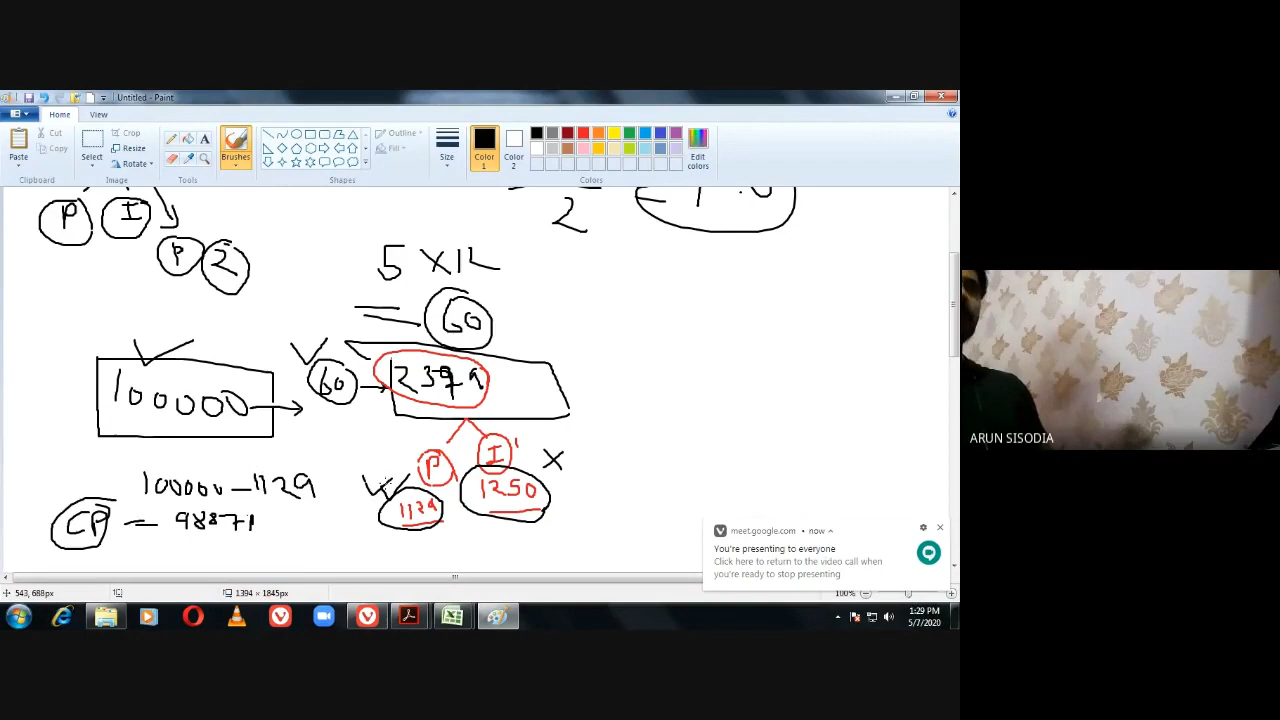 Untitled - Paint
Home
View
Paste
Cut
Copy
Clipboard
Select
Crop
Resize
Rotate
Image
A
Tools
Brushes
Outline
Fill
Shapes
Size
Color 1
Color 2
Edit colors
Colors
P I
P 2
2
5 X12
60
100000
60
2379
P I
1129 1250
X
100000 - 1129
CP = 98871
ARUN SISODIA
meet.google.com • now
You're presenting to everyone
Click here to return to the video call when
you're ready to stop presenting
543, 688px
1394 × 1845px
100%
1:29 PM
5/7/2020